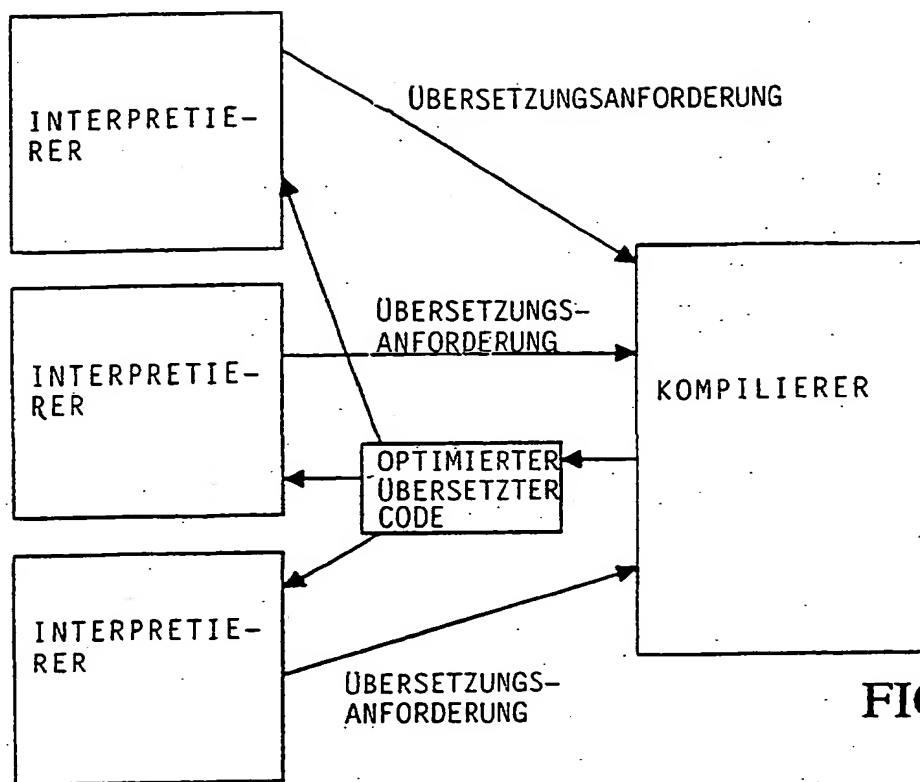 INTERPRETIE-
RER
ÜBERSETZUNGSANFORDERUNG
INTERPRETIE-
RER
ÜBERSETZUNGS-
ANFORDERUNG
KOMPILIERER
OPTIMIERTER
ÜBERSETZTER
CODE
INTERPRETIE-
RER
ÜBERSETZUNGS-
ANFORDERUNG